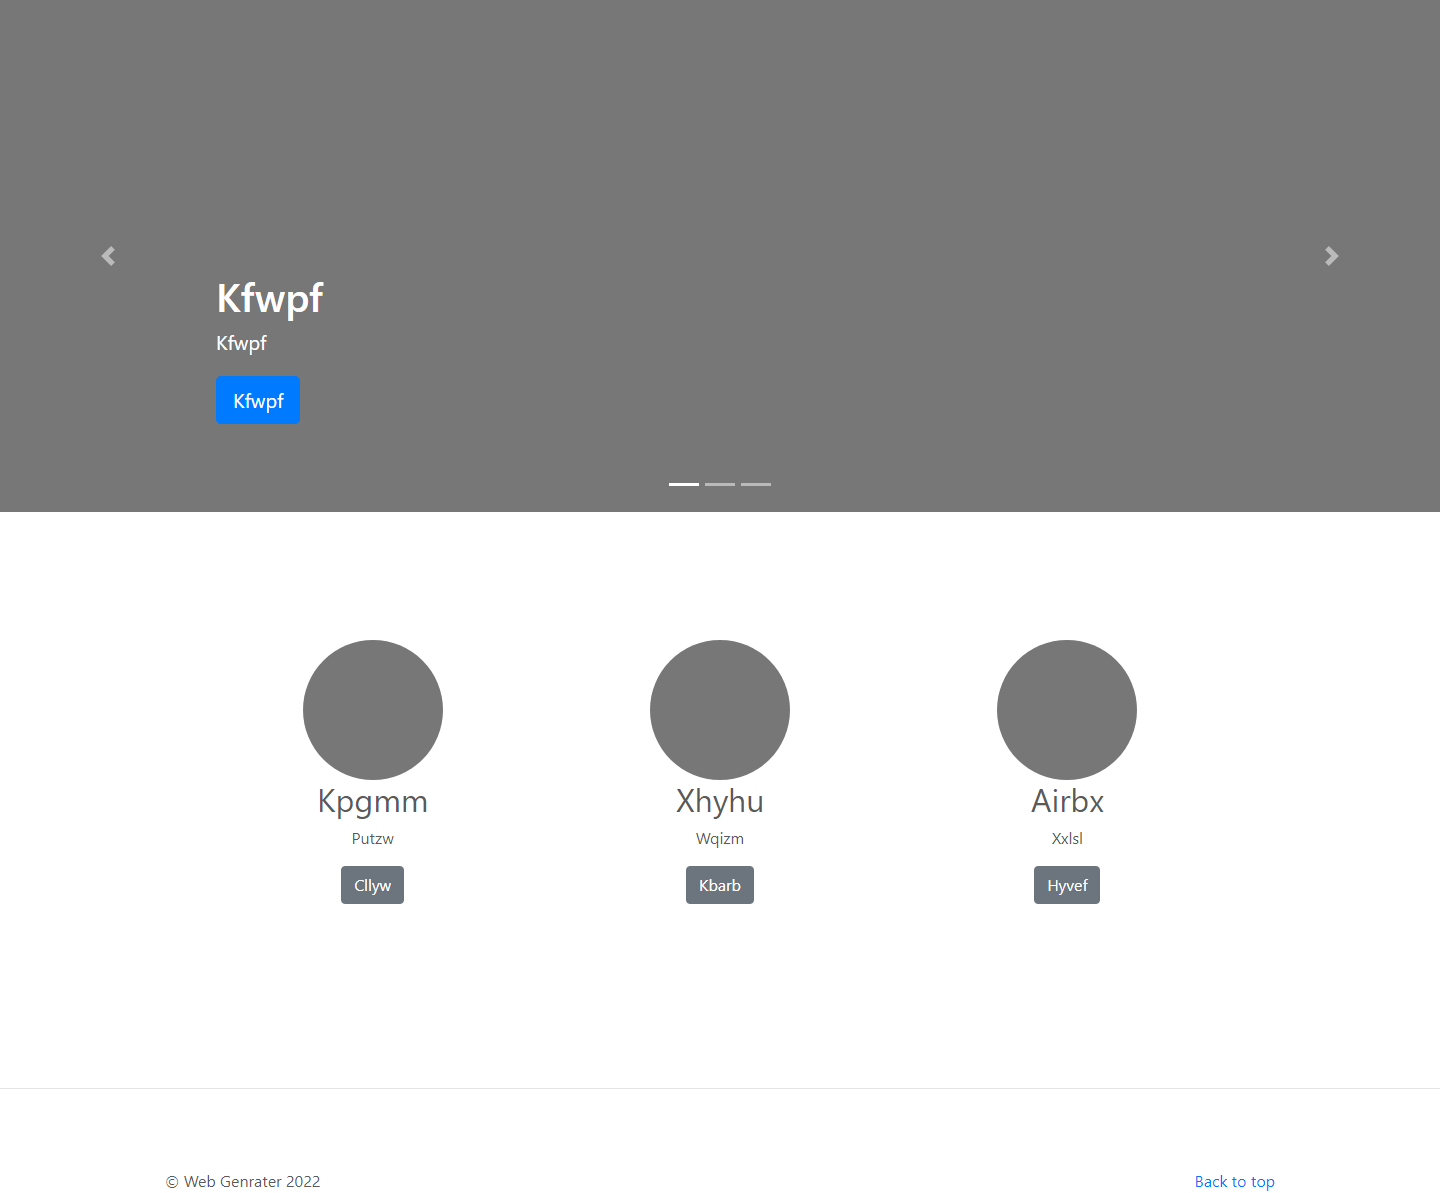 Kfwpf
Kfwpf
Kfwpf
Kpgmm
Xhyhu
Airbx
Putzw
Wqizm
Xxlsl
Cllyw
Kbarb
Hyvef
© Web Genrater 2022
Back to top